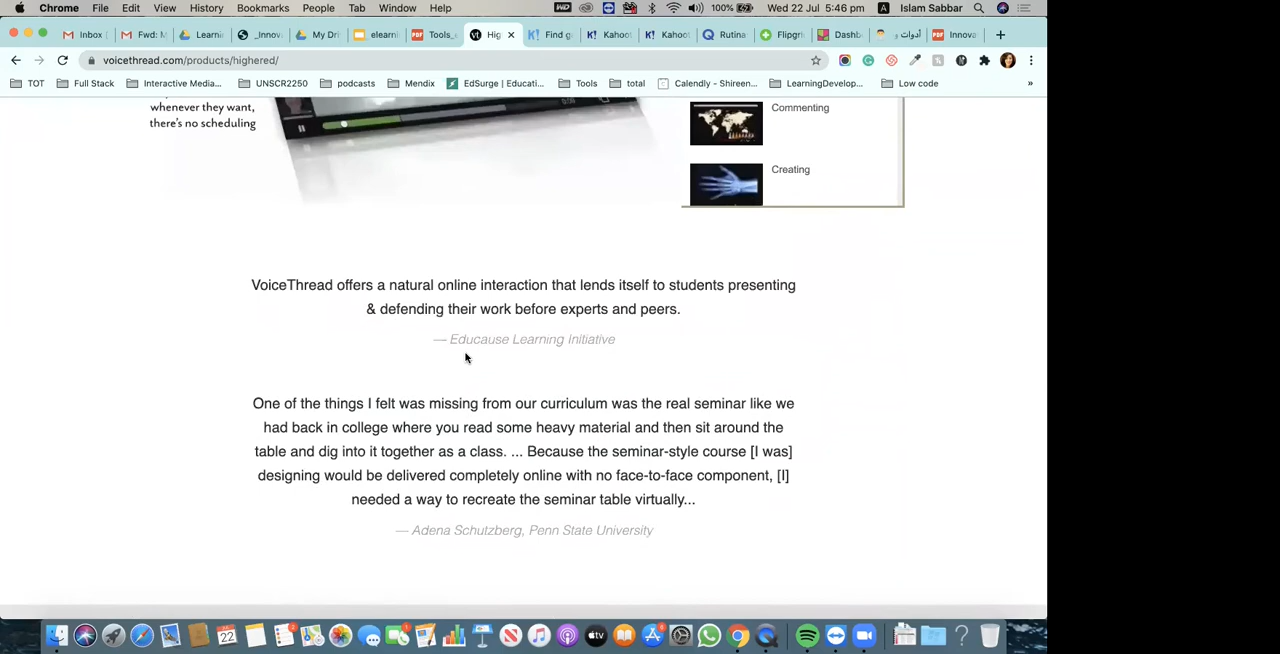 Chrome File Edit View History Bookmarks People Tab Window Help 100% Wed 22 Jul 5:46 pm A Islam Sabbar
Inbox Fwd: M Learni _Innov My Dri elearni Tools_ Hig Find g Kahoo Kahoo Rutina Flipgri Dashb أدوات و Innova
voicethread.com/products/highered/
TOT Full Stack Interactive Media... UNSCR2250 podcasts Mendix EdSurge | Educati... Tools total Calendly - Shireen... LearningDevelop... Low code »
whenever they want,
there's no scheduling
Commenting
Creating
VoiceThread offers a natural online interaction that lends itself to students presenting
& defending their work before experts and peers.
— Educause Learning Initiative
One of the things I felt was missing from our curriculum was the real seminar like we
had back in college where you read some heavy material and then sit around the
table and dig into it together as a class. ... Because the seminar-style course [I was]
designing would be delivered completely online with no face-to-face component, [I]
needed a way to recreate the seminar table virtually...
— Adena Schutzberg, Penn State University